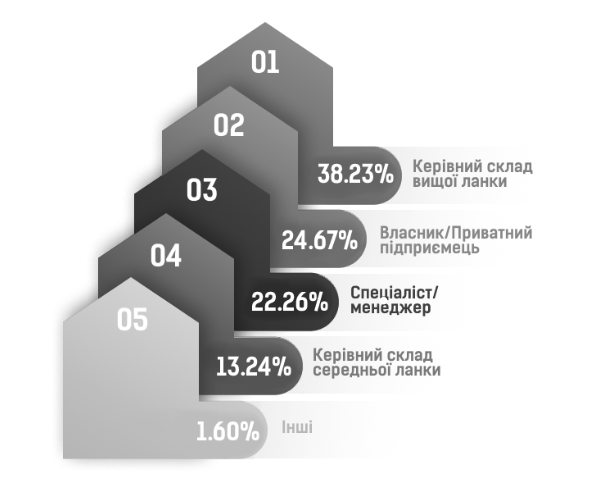 01
02
38.23%
Керівний склад
вищої ланки
03
24.67%
Власник/Приватний
підприємець
04
22.26%
Спеціаліст/
менеджер
05
13.24%
Керівний склад
середньої ланки
1.60%
Інші